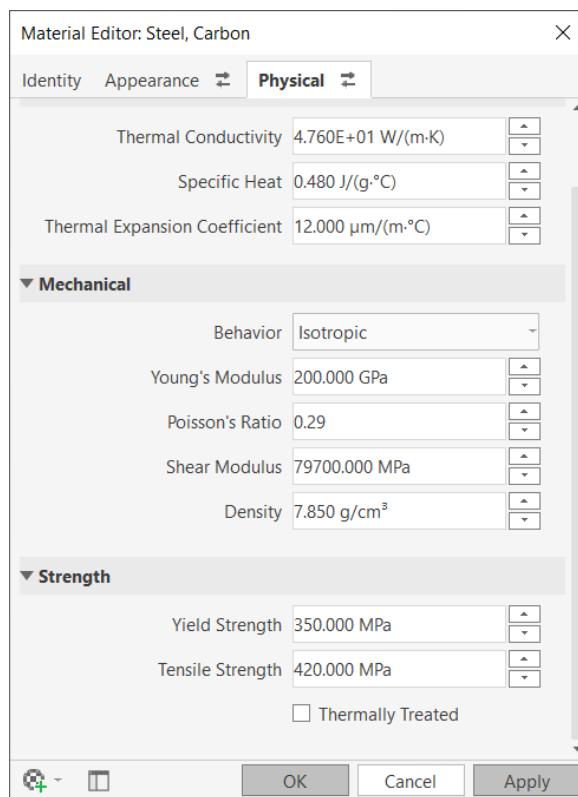 Material Editor: Steel, Carbon
Identity Appearance Physical
Thermal Conductivity 4.760E+01 W/(m·K)
Specific Heat 0.480 J/(g·°C)
Thermal Expansion Coefficient 12.000 µm/(m·°C)
Mechanical
Behavior Isotropic
Young's Modulus 200.000 GPa
Poisson's Ratio 0.29
Shear Modulus 79700.000 MPa
Density 7.850 g/cm³
Strength
Yield Strength 350.000 MPa
Tensile Strength 420.000 MPa
Thermally Treated
OK Cancel Apply